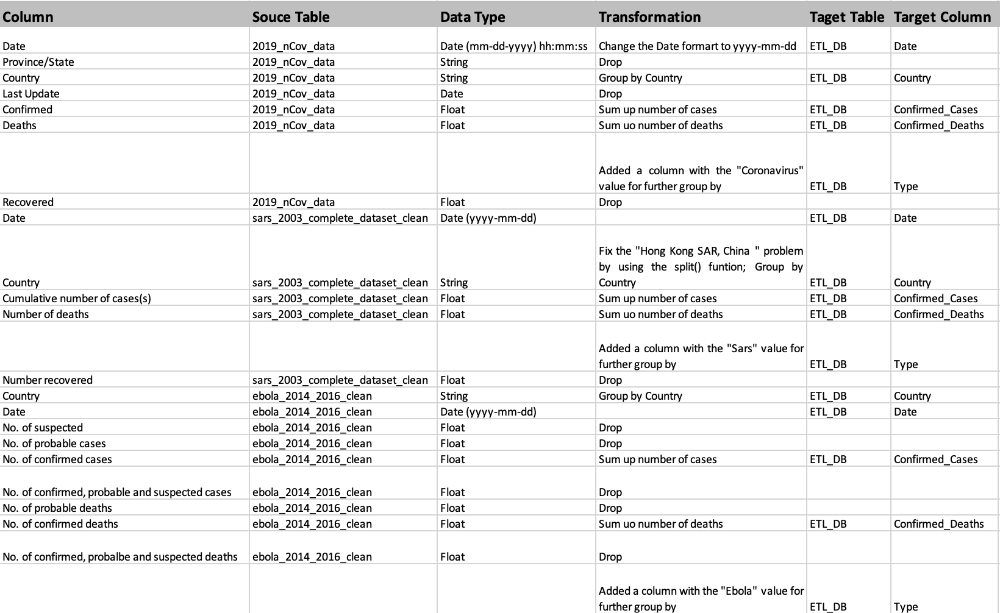 Column Souce Table Data Type Transformation Taget Table Target Column
Date 2019_nCov_data Date (mm-dd-yyyy) hh:mm:ss Change the Date formart to yyyy-mm-dd ETL_DB Date
Province/State 2019_nCov_data String Drop
Country 2019_nCov_data String Group by Country ETL_DB Country
Last Update 2019_nCov_data Date Drop
Confirmed 2019_nCov_data Float Sum up number of cases ETL_DB Confirmed_Cases
Deaths 2019_nCov_data Float Sum uo number of deaths ETL_DB Confirmed_Deaths
Added a column with the "Coronavirus"
value for further group by ETL_DB Type
Recovered 2019_nCov_data Float Drop
Date sars_2003_complete_dataset_clean Date (yyyy-mm-dd) ETL_DB Date
Fix the "Hong Kong SAR, China " problem
by using the split() funtion; Group by
Country sars_2003_complete_dataset_clean String Country ETL_DB Country
Cumulative number of cases(s) sars_2003_complete_dataset_clean Float Sum up number of cases ETL_DB Confirmed_Cases
Number of deaths sars_2003_complete_dataset_clean Float Sum uo number of deaths ETL_DB Confirmed_Deaths
Added a column with the "Sars" value for
further group by ETL_DB Type
Number recovered sars_2003_complete_dataset_clean Float Drop
Country ebola_2014_2016_clean String Group by Country ETL_DB Country
Date ebola_2014_2016_clean Date (yyyy-mm-dd) ETL_DB Date
No. of suspected ebola_2014_2016_clean Float Drop
No. of probable cases ebola_2014_2016_clean Float Drop
No. of confirmed cases ebola_2014_2016_clean Float Sum up number of cases ETL_DB Confirmed_Cases
No. of confirmed, probable and suspected cases ebola_2014_2016_clean Float Drop
No. of probable deaths ebola_2014_2016_clean Float Drop
No. of confirmed deaths ebola_2014_2016_clean Float Sum uo number of deaths ETL_DB Confirmed_Deaths
No. of confirmed, probalbe and suspected deaths ebola_2014_2016_clean Float Drop
Added a column with the "Ebola" value for
further group by ETL_DB Type